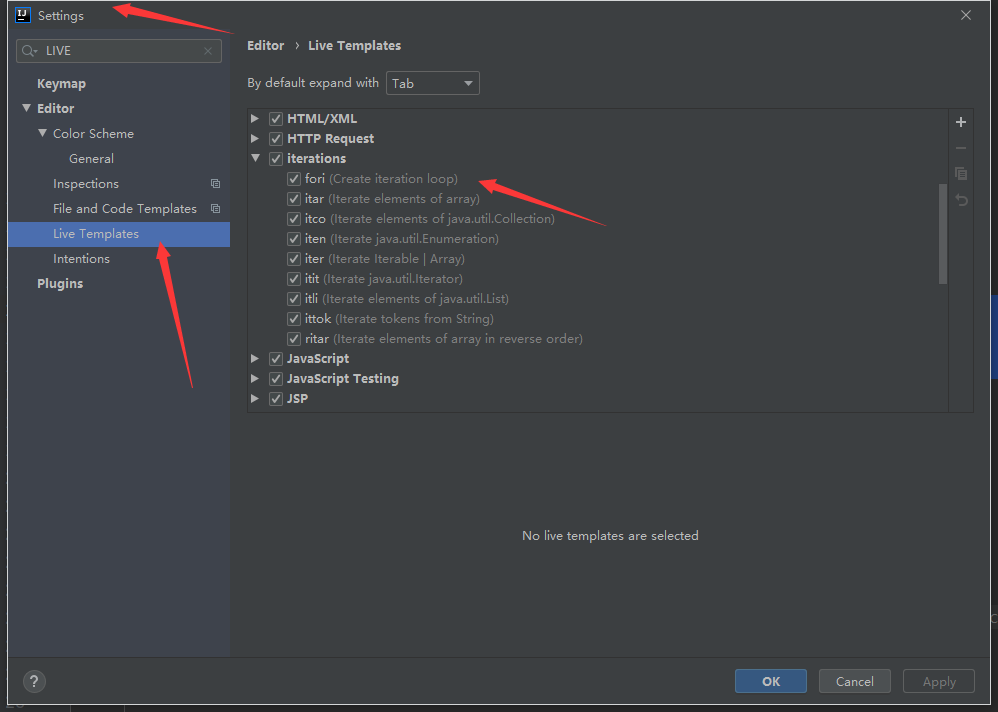 Settings
LIVE
Keymap
Editor
Color Scheme
General
Inspections
File and Code Templates
Live Templates
Intentions
Plugins
Editor › Live Templates
By default expand with Tab
HTML/XML
HTTP Request
iterations
fori (Create iteration loop)
itar (Iterate elements of array)
itco (Iterate elements of java.util.Collection)
iten (Iterate java.util.Enumeration)
iter (Iterate Iterable | Array)
itit (Iterate java.util.Iterator)
itli (Iterate elements of java.util.List)
ittok (Iterate tokens from String)
ritar (Iterate elements of array in reverse order)
JavaScript
JavaScript Testing
JSP
No live templates are selected
?
OK Cancel Apply